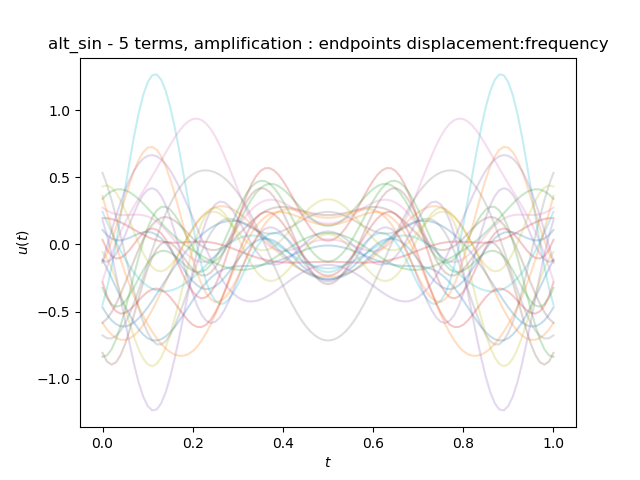 alt_sin - 5 terms, amplification : endpoints displacement:frequency
1.0
0.5
0.0
−0.5
−1.0
u(t)
0.0 0.2 0.4 0.6 0.8 1.0
t